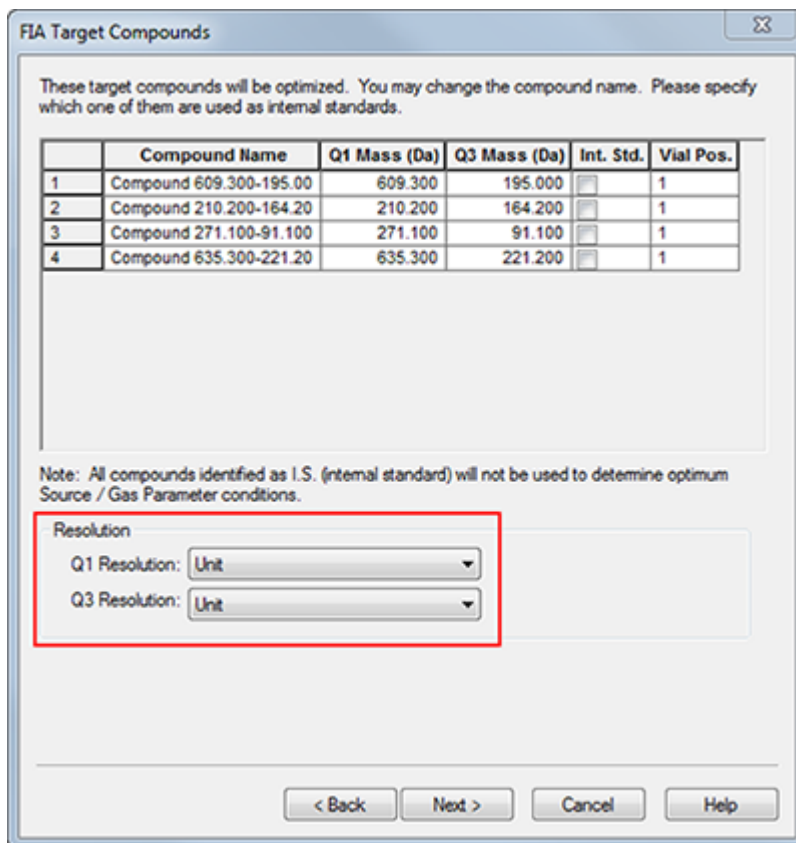 FIA Target Compounds
These target compounds will be optimized. You may change the compound name. Please specify
which one of them are used as internal standards.
Compound Name Q1 Mass (Da) Q3 Mass (Da) Int. Std. Vial Pos.
1 Compound 609.300-195.00 609.300 195.000 1
2 Compound 210.200-164.20 210.200 164.200 1
3 Compound 271.100-91.100 271.100 91.100 1
4 Compound 635.300-221.20 635.300 221.200 1
Note: All compounds identified as I.S. (internal standard) will not be used to determine optimum
Source / Gas Parameter conditions.
Resolution
Q1 Resolution: Unit
Q3 Resolution: Unit
< Back Next > Cancel Help